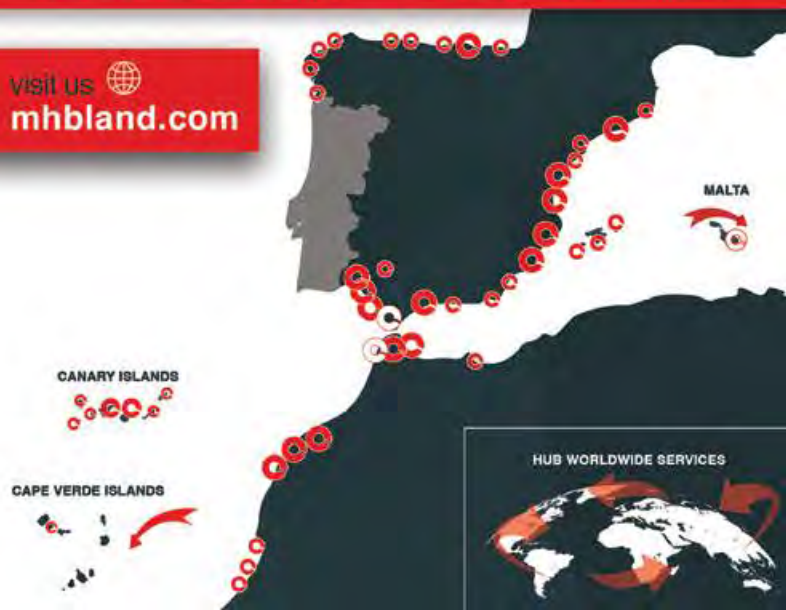 visit us
mhbland.com
MALTA
CANARY ISLANDS
CAPE VERDE ISLANDS
HUB WORLDWIDE SERVICES